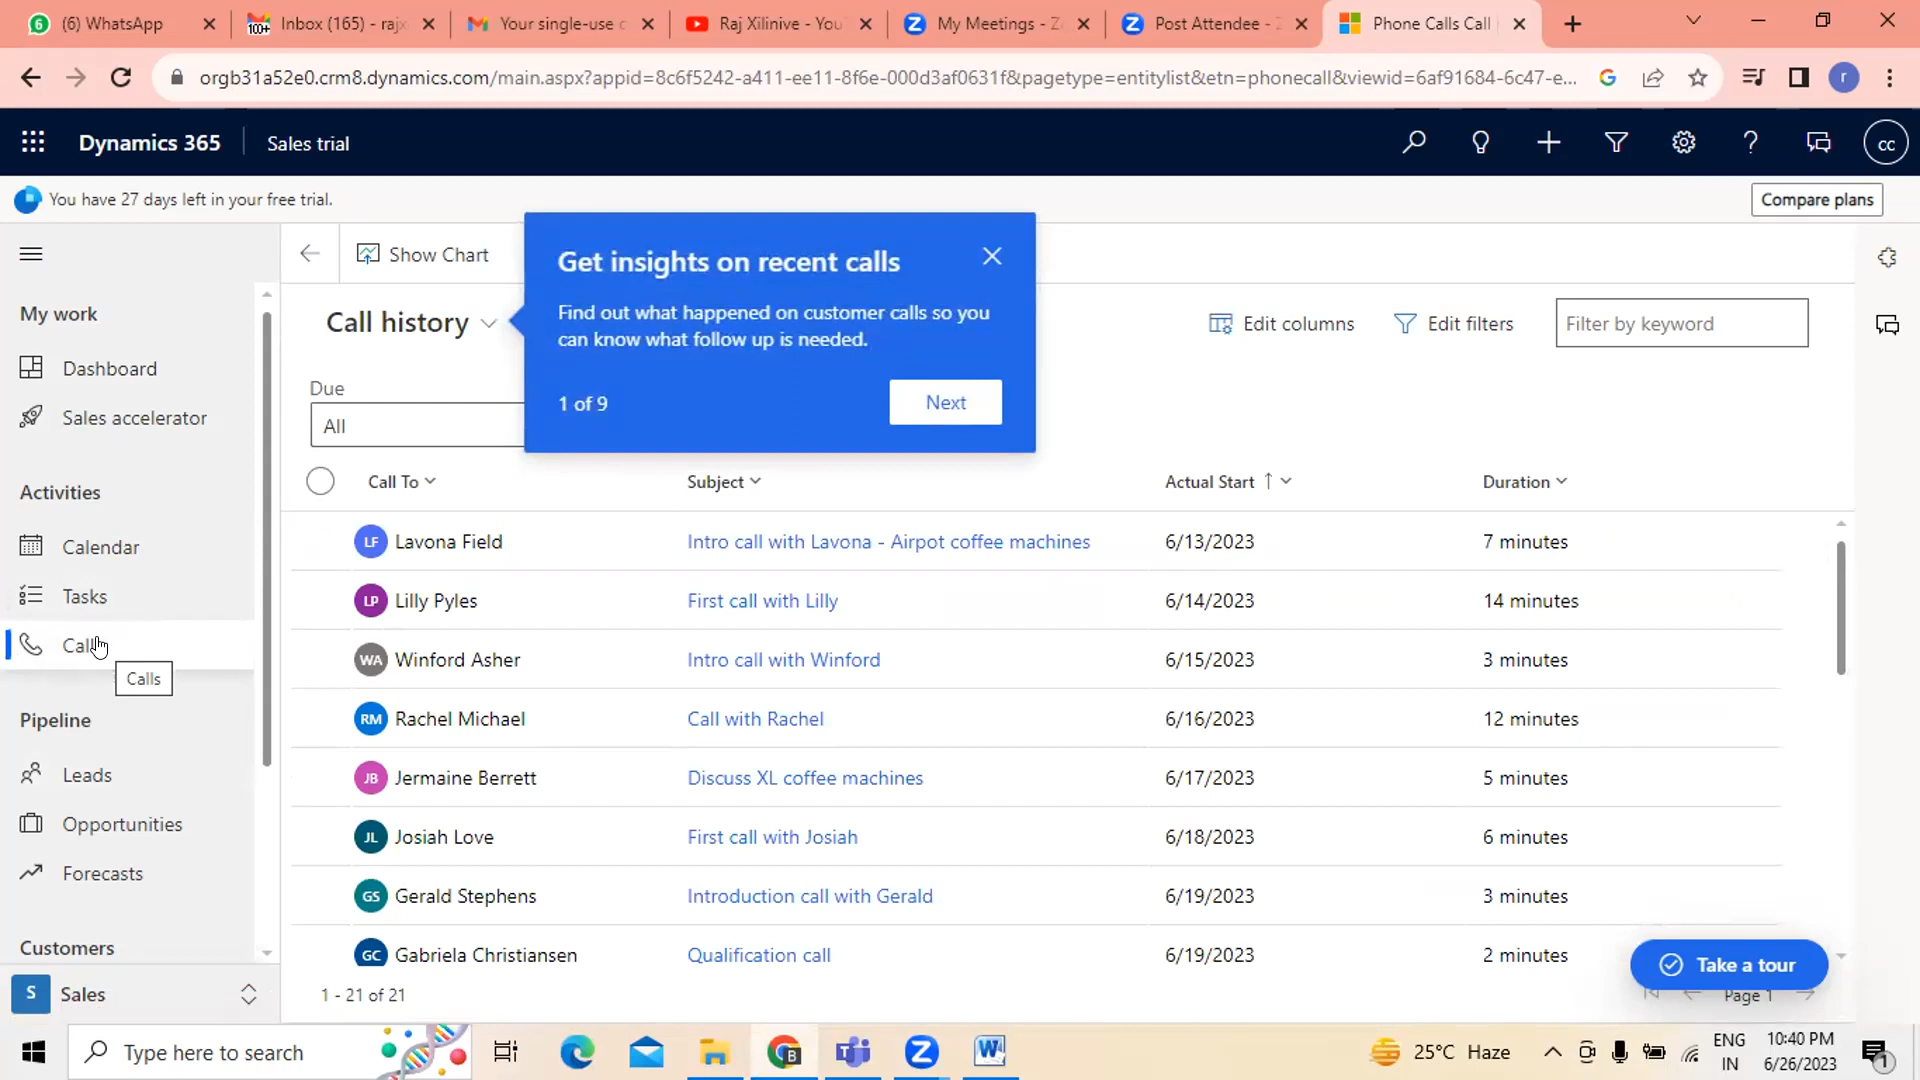 (6) WhatsApp
Inbox (165) - rajx
Your single-use c
Raj Xilinive - You
My Meetings - Z
Post Attendee - Z
Phone Calls Call
orgb31a52e0.crm8.dynamics.com/main.aspx?appid=8c6f5242-a411-ee11-8f6e-000d3af0631f&pagetype=entitylist&etn=phonecall&viewid=6af91684-6c47-e...
r
Dynamics 365
Sales trial
CC
You have 27 days left in your free trial.
Compare plans
Show Chart
Get insights on recent calls
Find out what happened on customer calls so you
can know what follow up is needed.
1 of 9
Next
My work
Dashboard
Sales accelerator
Activities
Calendar
Tasks
Calls
Calls
Pipeline
Leads
Opportunities
Forecasts
Customers
S Sales
Call history
Edit columns
Edit filters
Filter by keyword
Due
All
Call To
Subject
Actual Start
Duration
LF Lavona Field Intro call with Lavona - Airpot coffee machines 6/13/2023 7 minutes
LP Lilly Pyles First call with Lilly 6/14/2023 14 minutes
WA Winford Asher Intro call with Winford 6/15/2023 3 minutes
RM Rachel Michael Call with Rachel 6/16/2023 12 minutes
JB Jermaine Berrett Discuss XL coffee machines 6/17/2023 5 minutes
JL Josiah Love First call with Josiah 6/18/2023 6 minutes
GS Gerald Stephens Introduction call with Gerald 6/19/2023 3 minutes
GC Gabriela Christiansen Qualification call 6/19/2023 2 minutes
Take a tour
1 - 21 of 21
Page 1
Type here to search
25°C Haze
ENG
IN
10:40 PM
6/26/2023
1